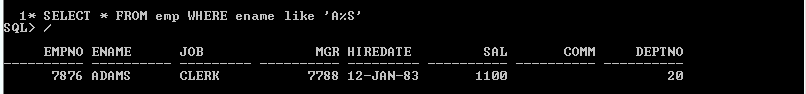 1* SELECT * FROM emp WHERE ename like 'A%S'
SQL> /
EMPNO ENAME JOB MGR HIREDATE SAL COMM DEPTNO
---------- ---------- --------- ---------- --------- ---------- ---------- ----------
7876 ADAMS CLERK 7788 12-JAN-83 1100 20